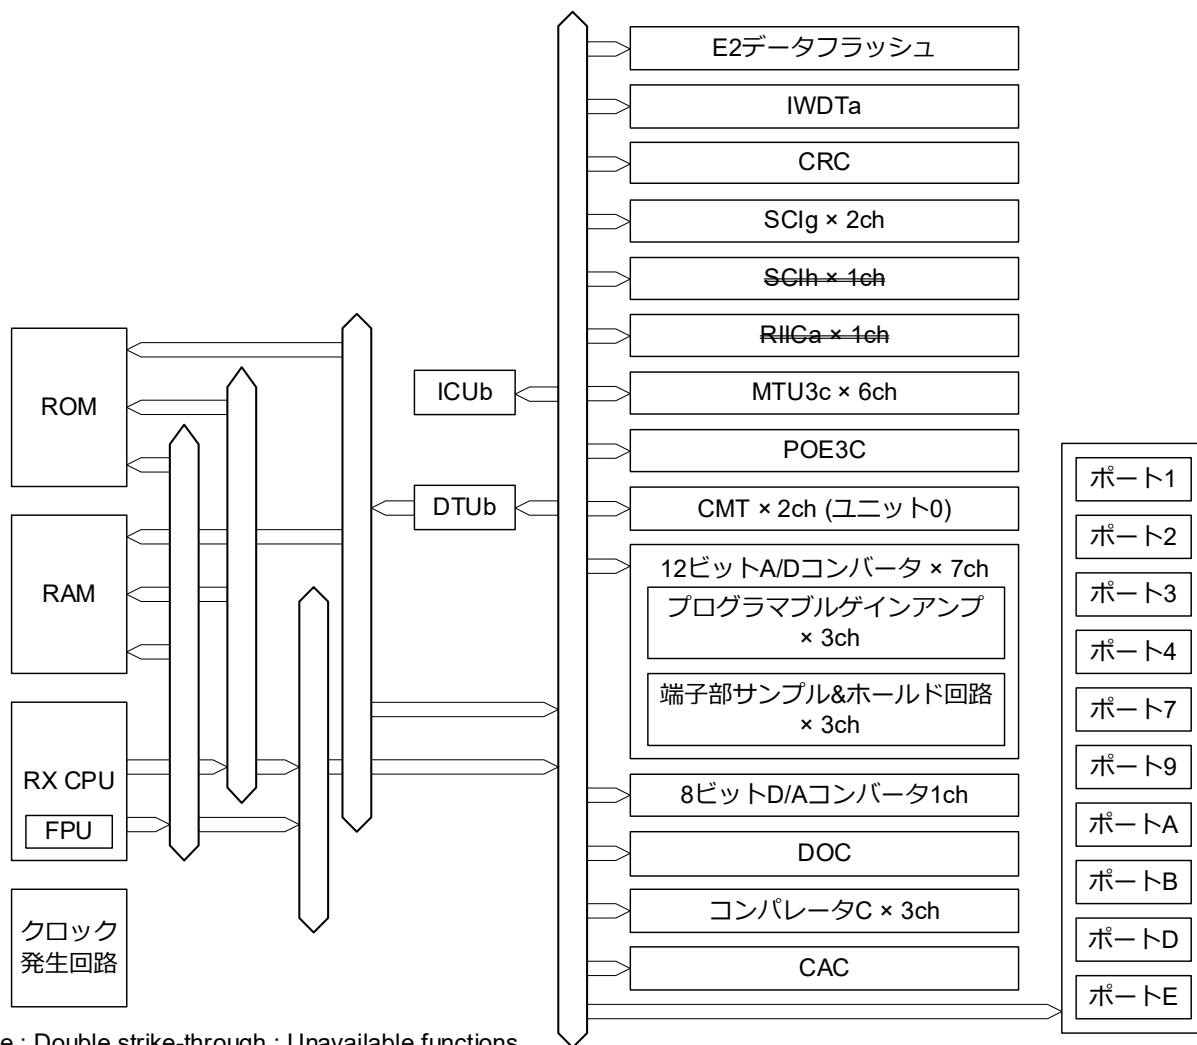 E2データフラッシュ
IWDTa
CRC
SCIg × 2ch
SCIh × 1ch
RIICa × 1ch
MTU3c × 6ch
POE3C
CMT × 2ch (ユニット0)
12ビットA/Dコンバータ × 7ch
プログラマブルゲインアンプ
× 3ch
端子部サンプル&ホールド回路
× 3ch
8ビットD/Aコンバータ1ch
DOC
コンパレータC × 3ch
CAC
ROM
RAM
RX CPU
FPU
クロック
発生回路
ICUb
DTUb
ポート1
ポート2
ポート3
ポート4
ポート7
ポート9
ポートA
ポートB
ポートD
ポートE
e : Double strike-through : Unavailable functions